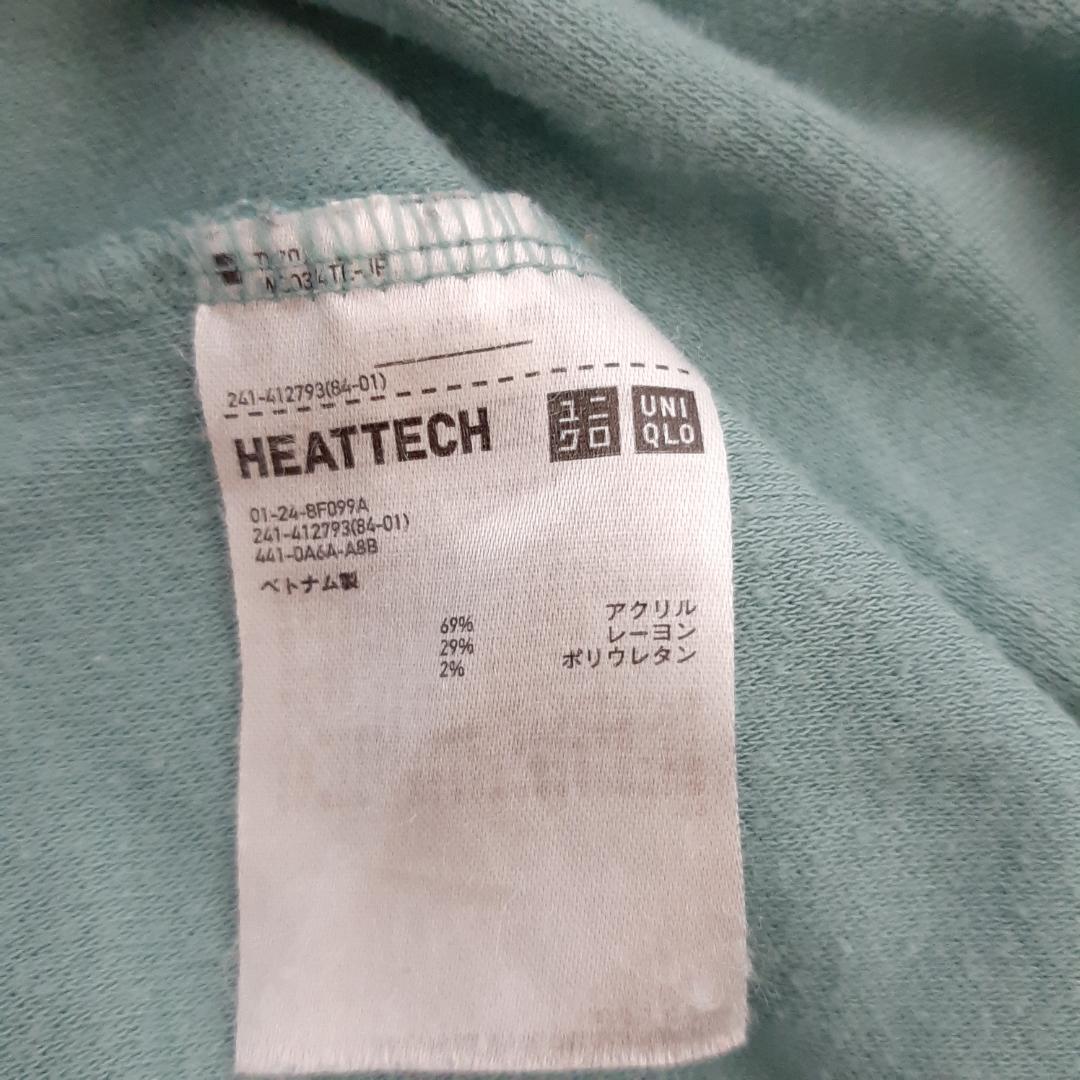 241-412793(84-01)
HEATTECH
ユニ
クロ
UNI
QLO
01-24-8F099A
241-412793(84-01)
441-0A6A-A8B
ベトナム製
69% アクリル
29% レーヨン
2% ポリウレタン